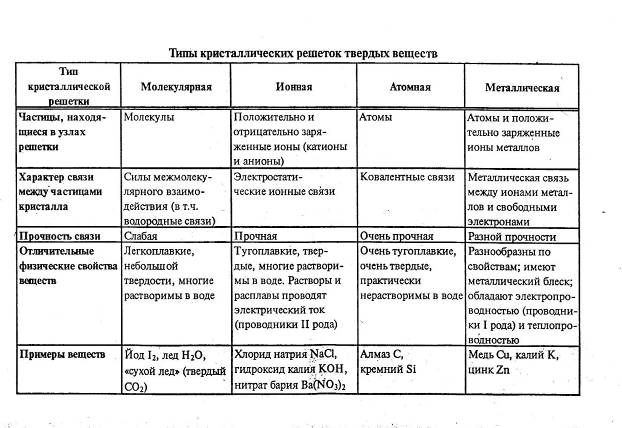 Типы кристаллических решеток твердых веществ
Тип
кристаллической
решетки
Молекулярная
Ионная
Атомная
Металлическая
Частицы, находя-
щиеся в узлах
решетки
Молекулы
Положительно и
отрицательно заря-
женные ионы (катионы
и анионы)
Атомы
Атомы и положи-
тельно заряженные
ионы металлов
Характер связи
между частицами
кристалла
Силы межмолеку-
лярного взаимо-
действия (в т.ч.
водородные связи)
Электростати-
ческие ионные связи
Ковалентные связи
Металлическая связь
между ионами метал-
лов и свободными
электронами
Прочность связи
Слабая
Прочная
Очень прочная
Разной прочности
Отличительные
физические свойства
веществ
Легкоплавкие,
небольшой
твердости, многие
растворимы в воде
Тугоплавкие, твер-
дые, многие раствори-
мы в воде. Растворы и
расплавы проводят
электрический ток
(проводники II рода)
Очень тугоплавкие,
очень твердые,
практически
нерастворимы в воде
Разнообразны по
свойствам; имеют
металлический блеск;
обладают электропро-
водностью (проводни-
ки I рода) и теплопро-
водностью
Примеры веществ
Йод I₂, лед H₂O,
«сухой лед» (твердый
CO₂)
Хлорид натрия NaCl,
гидроксид калия KOH,
нитрат бария Ba(NO₃)₂
Алмаз C,
кремний Si
Медь Cu, калий K,
цинк Zn